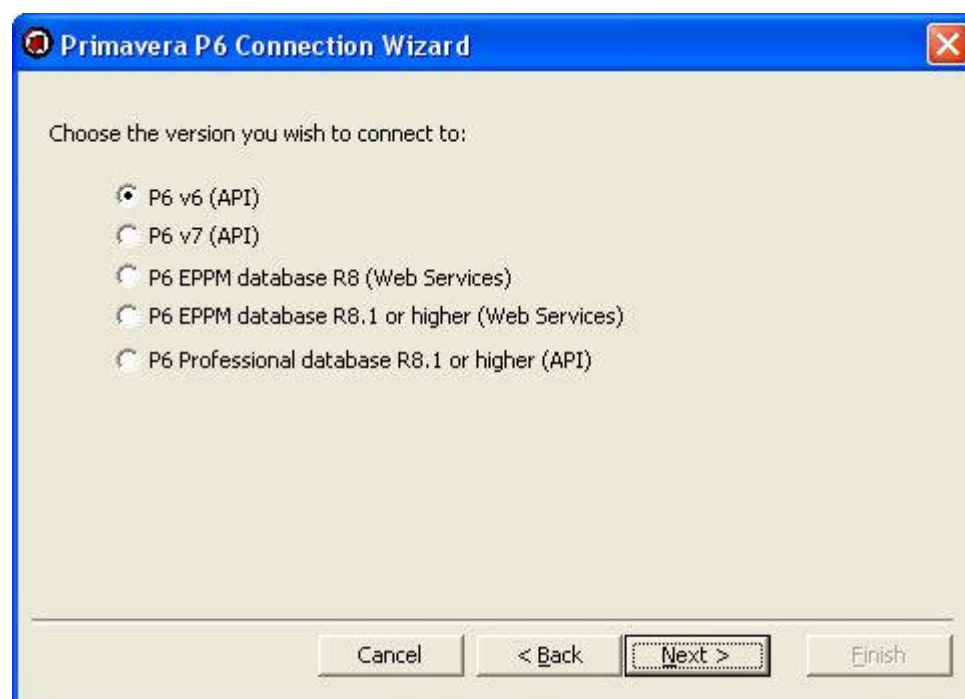 Primavera P6 Connection Wizard
Choose the version you wish to connect to:
P6 v6 (API)
P6 v7 (API)
P6 EPPM database R8 (Web Services)
P6 EPPM database R8.1 or higher (Web Services)
P6 Professional database R8.1 or higher (API)
Cancel < Back Next > Finish